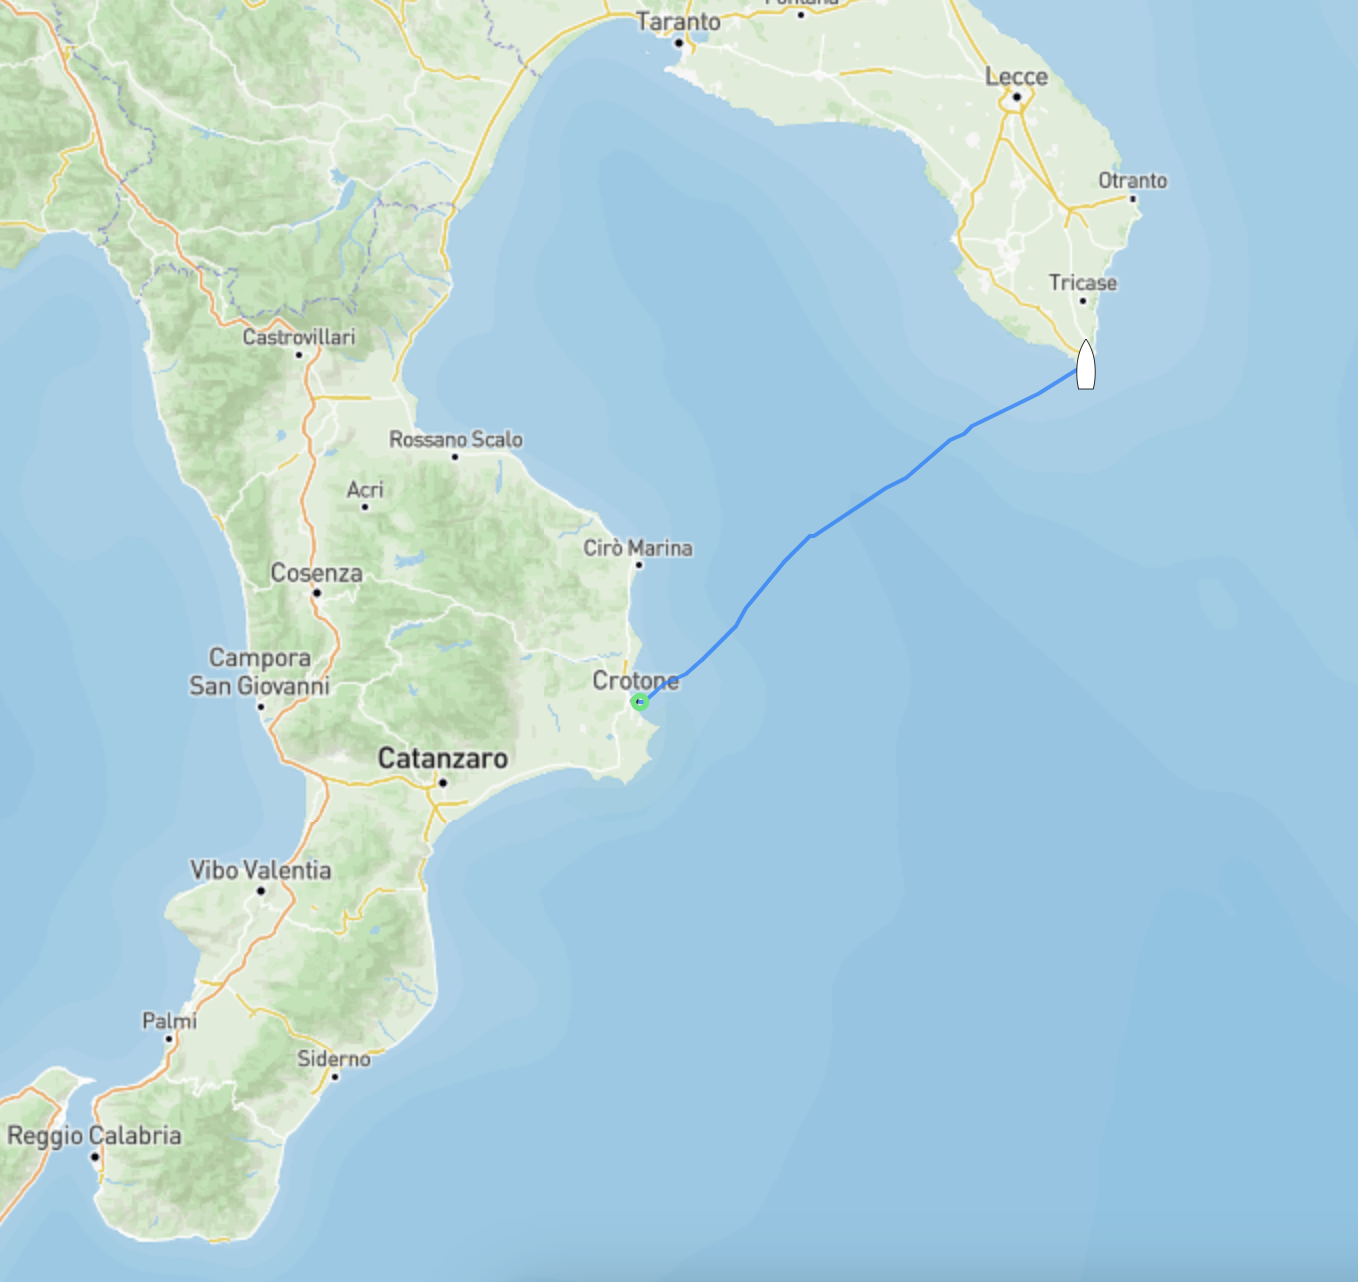 Taranto
Lecce
Otranto
Tricase
Castrovillari
Rossano Scalo
Acri
Cirò Marina
Cosenza
Campora
San Giovanni
Crotone
Catanzaro
Vibo Valentia
Palmi
Siderno
Reggio Calabria